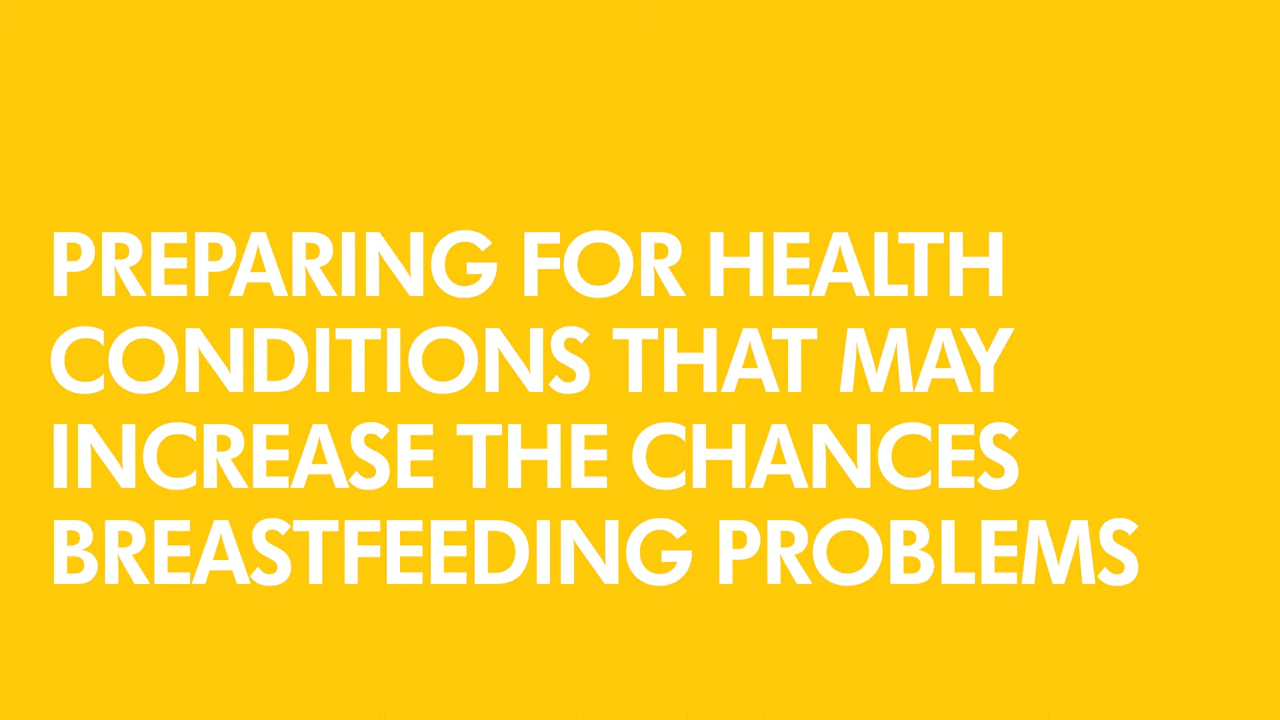 PREPARING FOR HEALTH
CONDITIONS THAT MAY
INCREASE THE CHANCES
BREASTFEEDING PROBLEMS